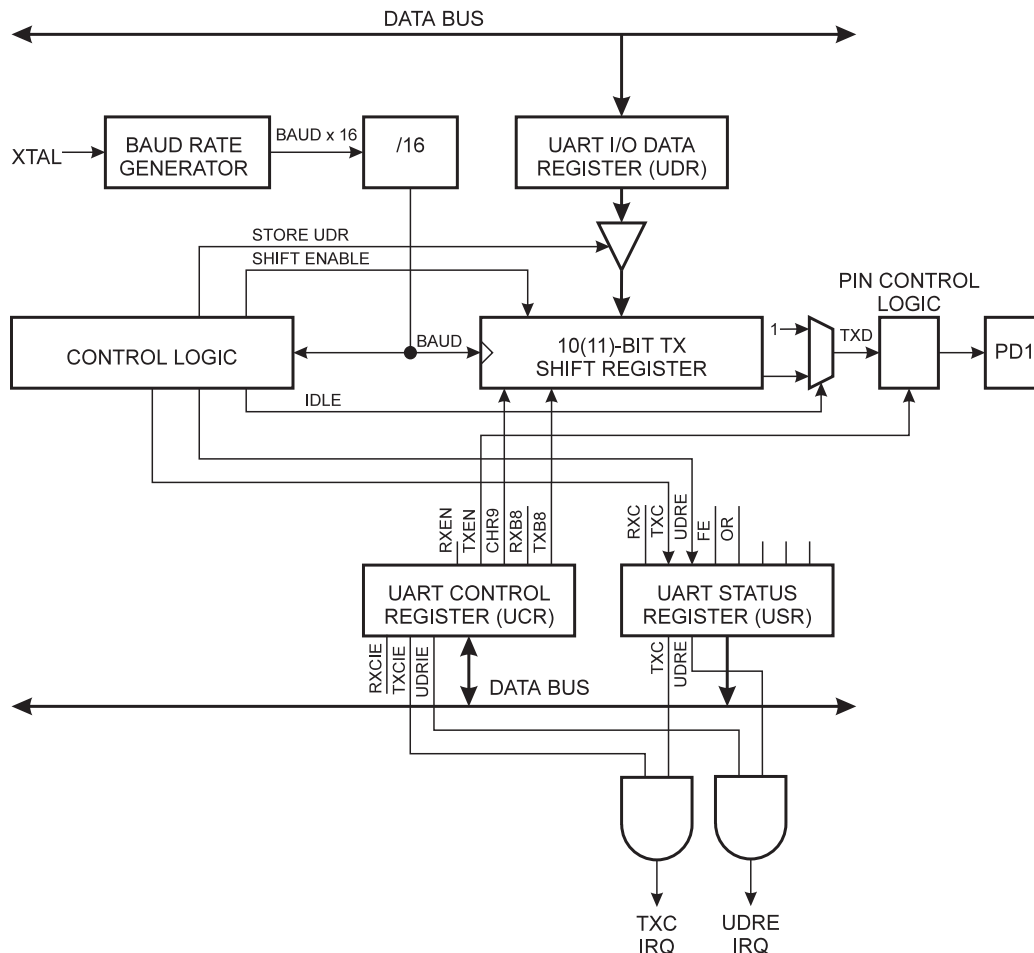 DATA BUS
XTAL
BAUD RATE
GENERATOR
BAUD x 16
/16
UART I/O DATA
REGISTER (UDR)
STORE UDR
SHIFT ENABLE
PIN CONTROL
LOGIC
CONTROL LOGIC
BAUD
10(11)-BIT TX
SHIFT REGISTER
1
TXD
PD1
IDLE
RXEN
TXEN
CHR9
RXB8
TXB8
RXC
TXC
UDRE
FE
OR
UART CONTROL
REGISTER (UCR)
UART STATUS
REGISTER (USR)
RXCIE
TXCIE
UDRIE
TXC
UDRE
DATA BUS
TXC
IRQ
UDRE
IRQ